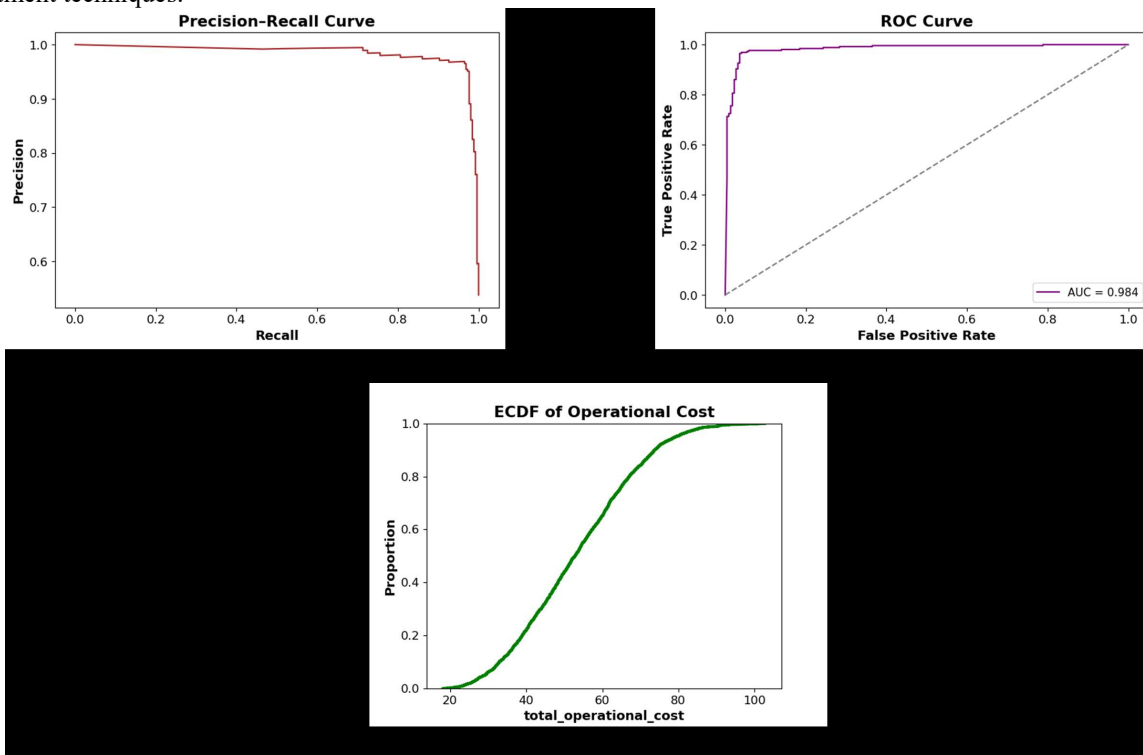 ment techniques.
Precision–Recall Curve
1.0
0.9
0.8
0.7
0.6
Precision
0.0 0.2 0.4 0.6 0.8 1.0
Recall
ROC Curve
1.0
0.8
0.6
0.4
0.2
0.0
True Positive Rate
AUC = 0.984
0.0 0.2 0.4 0.6 0.8 1.0
False Positive Rate
ECDF of Operational Cost
1.0
0.8
0.6
0.4
0.2
0.0
Proportion
20 40 60 80 100
total_operational_cost